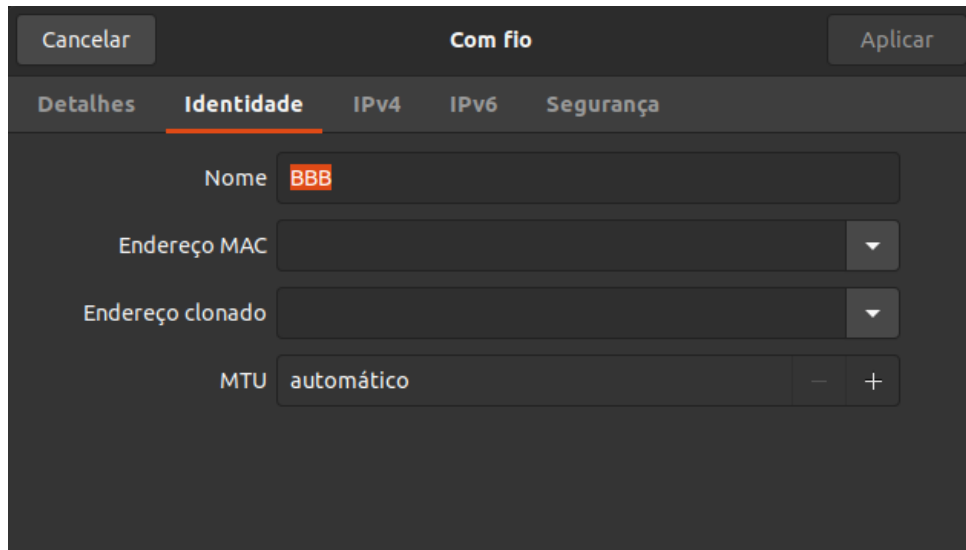 Cancelar Com fio Aplicar
Detalhes Identidade IPv4 IPv6 Segurança
Nome BBB
Endereço MAC
Endereço clonado
MTU automático − +